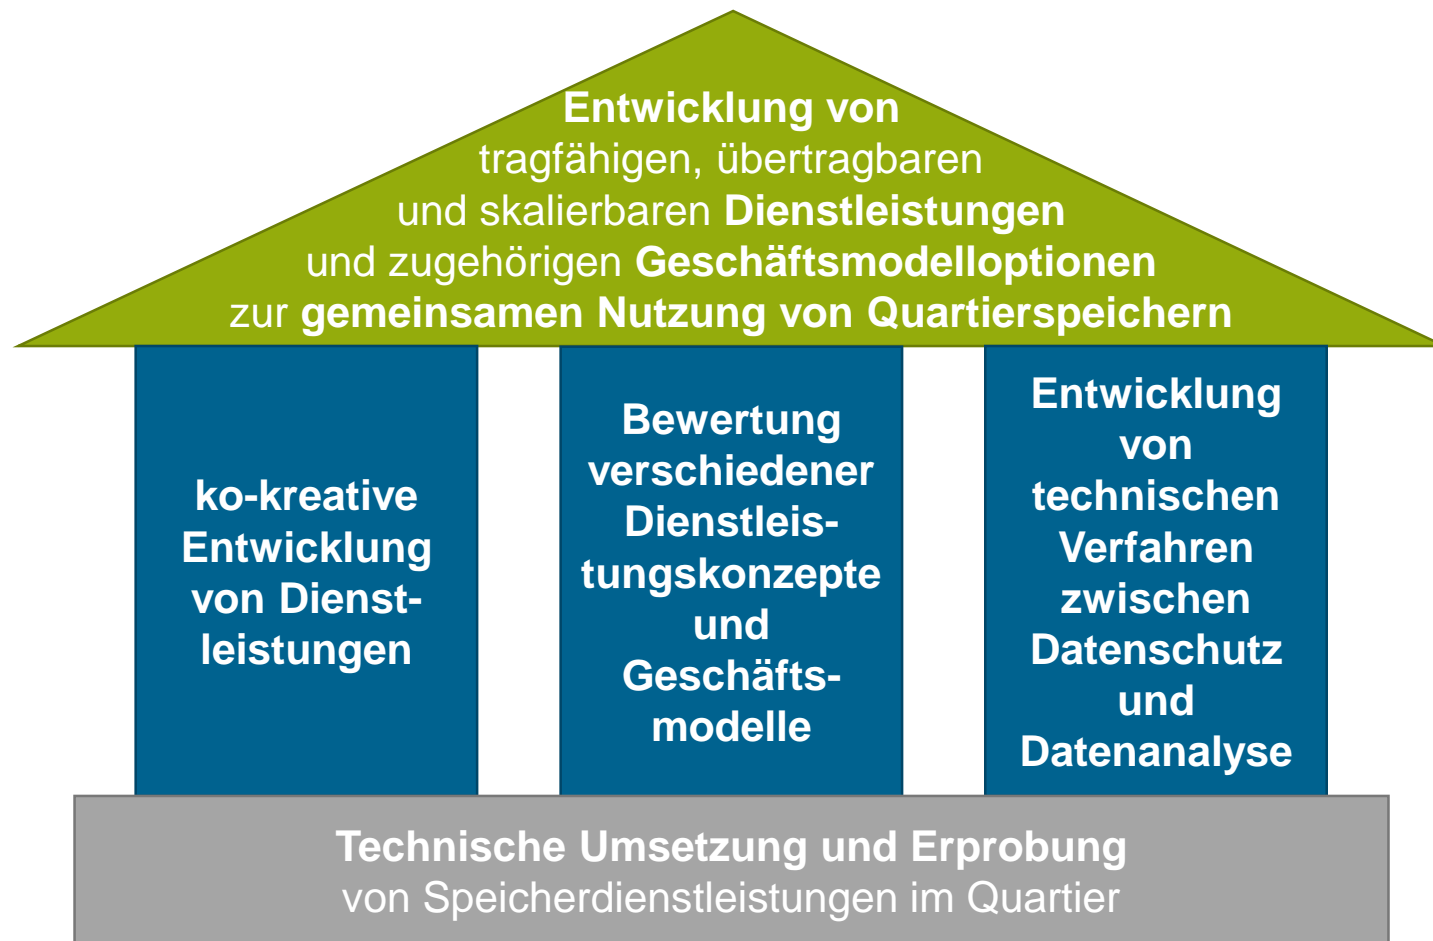 Entwicklung von
tragfähigen, übertragbaren
und skalierbaren Dienstleistungen
und zugehörigen Geschäftsmodelloptionen
zur gemeinsamen Nutzung von Quartierspeichern
ko-kreative
Entwicklung
von Dienst-
leistungen
Bewertung
verschiedener
Dienstleis-
tungskonzepte
und
Geschäfts-
modelle
Entwicklung
von
technischen
Verfahren
zwischen
Datenschutz
und
Datenanalyse
Technische Umsetzung und Erprobung
von Speicherdienstleistungen im Quartier